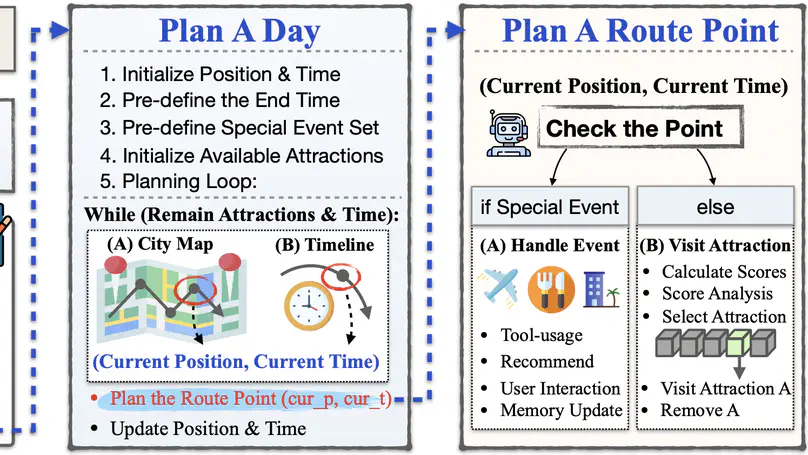 Plan A Day
1. Initialize Position & Time
2. Pre-define the End Time
3. Pre-define Special Event Set
4. Initialize Available Attractions
5. Planning Loop:
While (Remain Attractions & Time):
(A) City Map
(B) Timeline
(Current Position, Current Time)
• Plan the Route Point (cur_p, cur_t)
• Update Position & Time
Plan A Route Point
(Current Position, Current Time)
Check the Point
if Special Event
(A) Handle Event
• Tool-usage
• Recommend
• User Interaction
• Memory Update
else
(B) Visit Attraction
• Calculate Scores
• Score Analysis
• Select Attraction
• Visit Attraction A
• Remove A